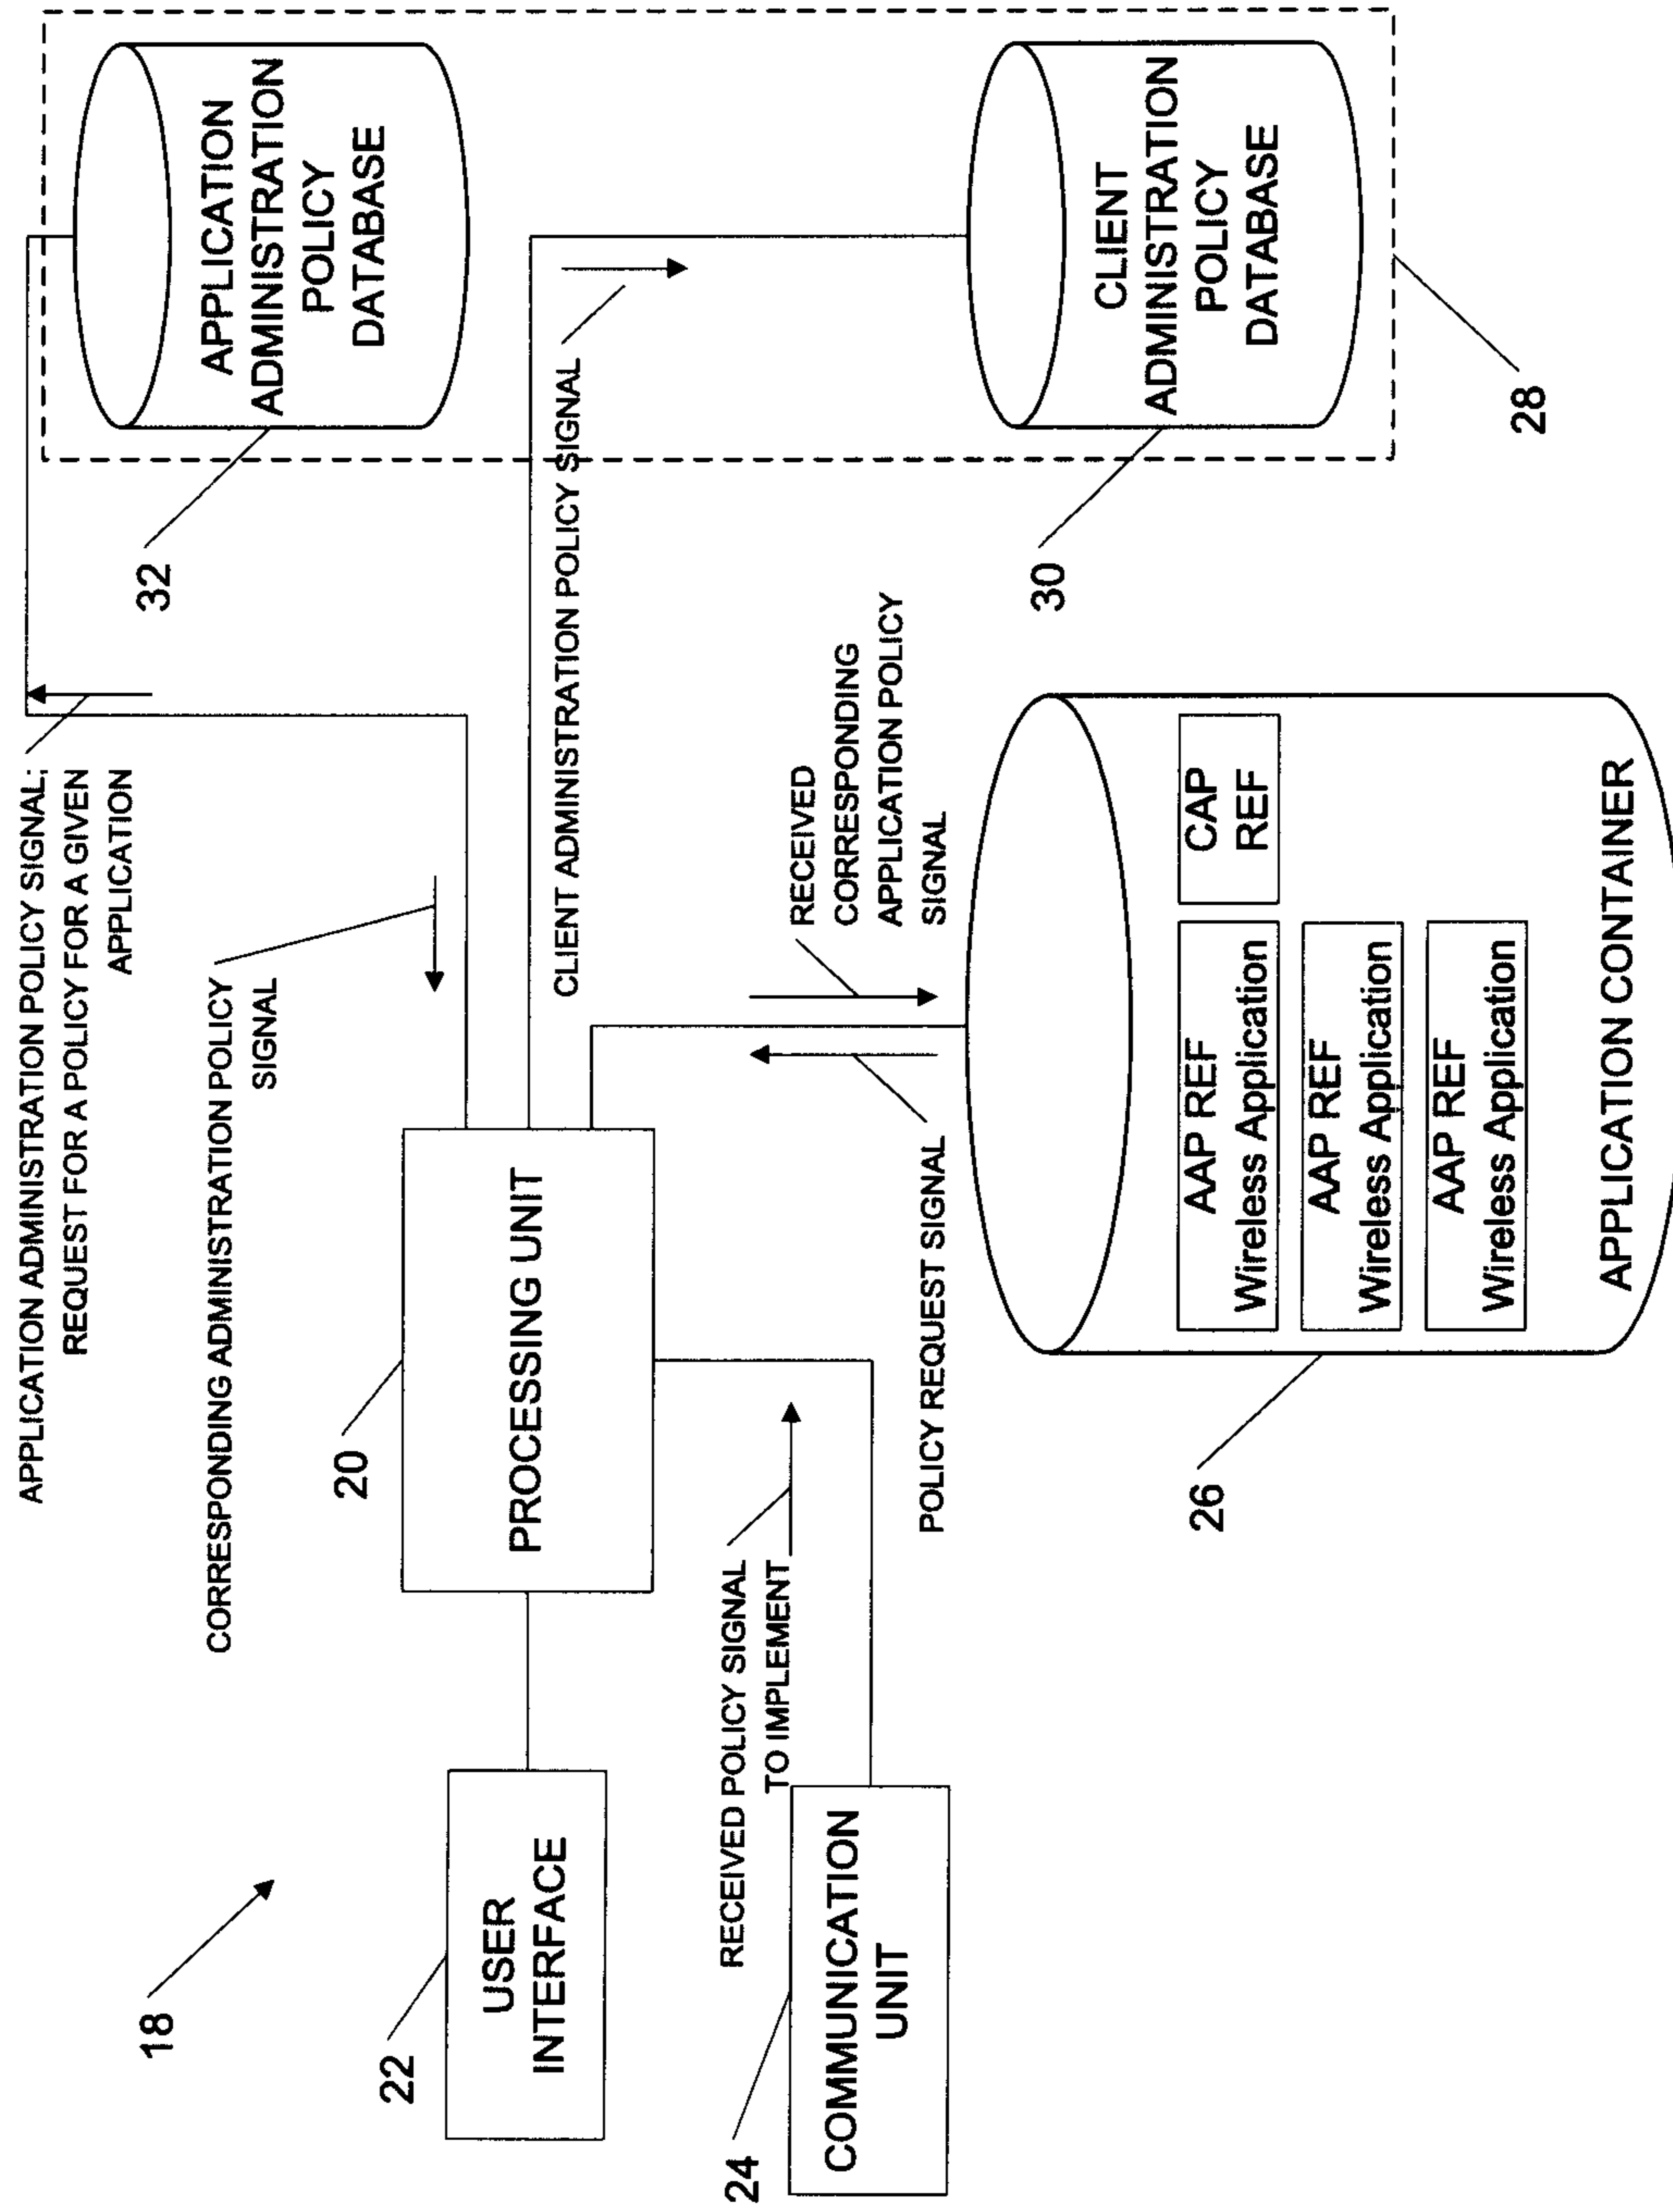 APPLICATION ADMINISTRATION POLICY SIGNAL;
REQUEST FOR A POLICY FOR A GIVEN
APPLICATION
CORRESPONDING ADMINISTRATION POLICY
SIGNAL
18
20
PROCESSING UNIT
22
USER
INTERFACE
24
COMMUNICATION
UNIT
RECEIVED POLICY SIGNAL
TO IMPLEMENT
CLIENT ADMINISTRATION POLICY SIGNAL
RECEIVED
CORRESPONDING
APPLICATION POLICY
SIGNAL
POLICY REQUEST SIGNAL
32
APPLICATION
ADMINISTRATION
POLICY
DATABASE
30
CLIENT
ADMINISTRATION
POLICY
DATABASE
28
26
AAP REF
Wireless Application
CAP
REF
AAP REF
Wireless Application
AAP REF
Wireless Application
APPLICATION CONTAINER